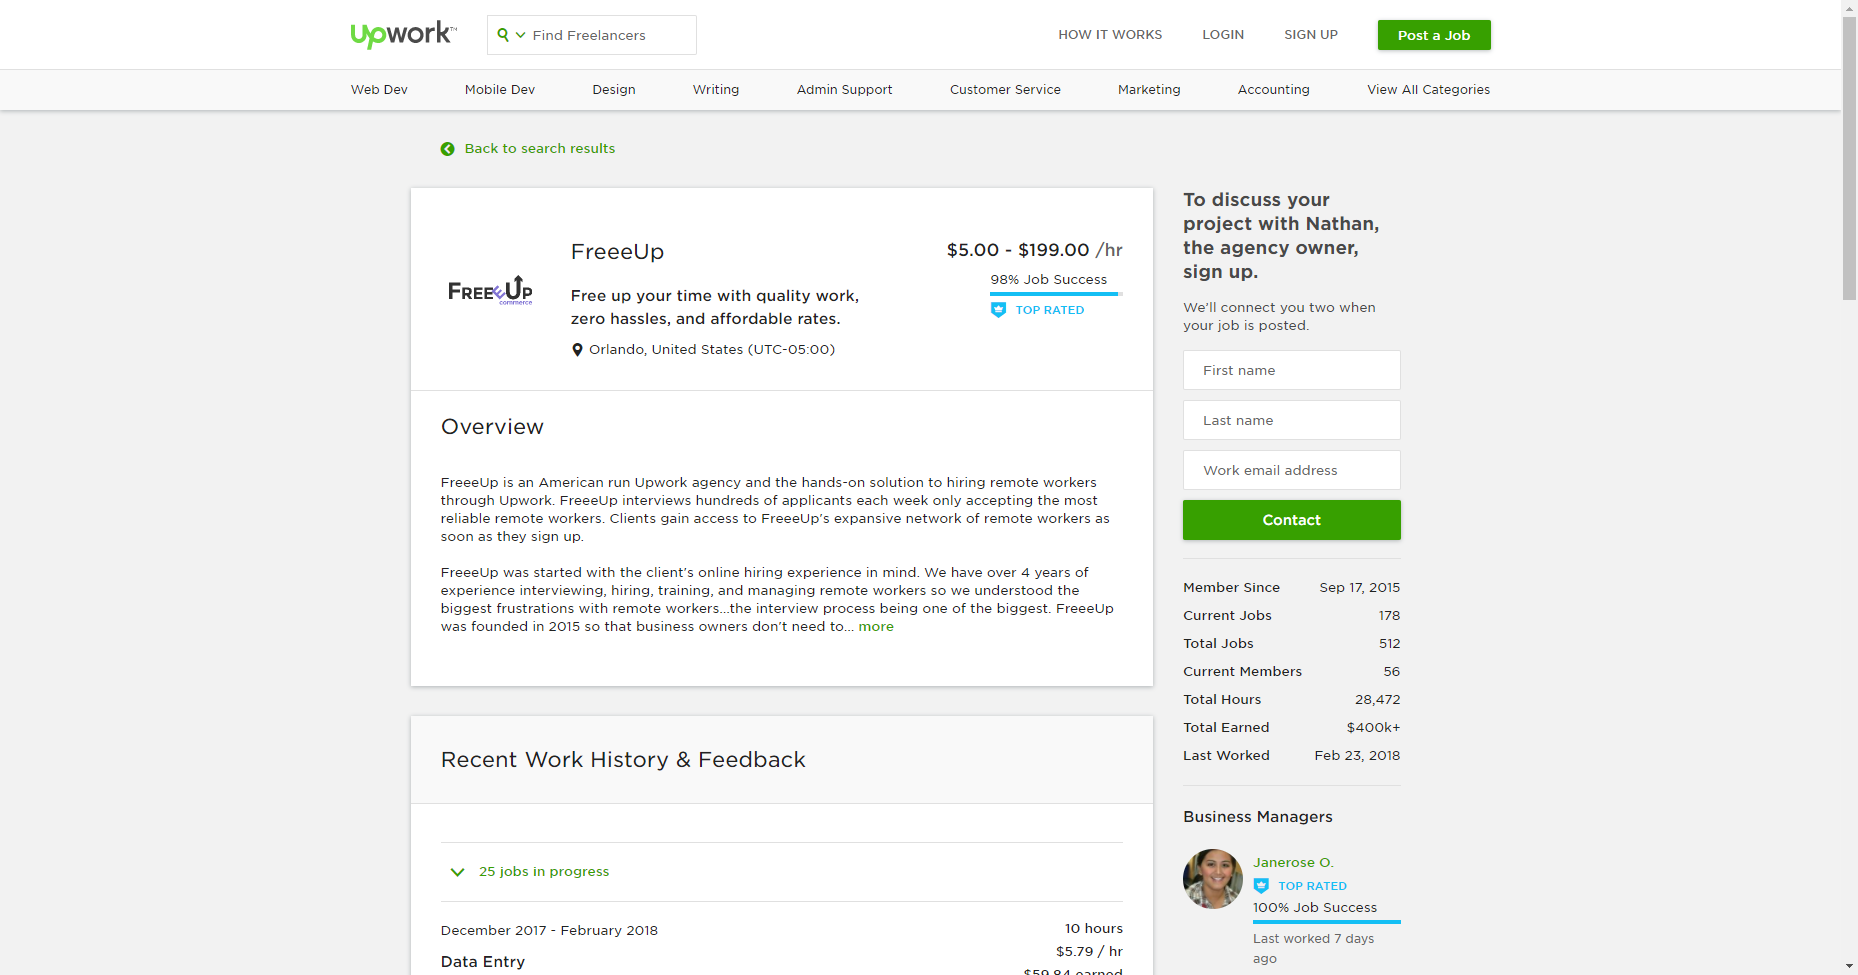 upwork™
Find Freelancers
HOW IT WORKS
LOGIN
SIGN UP
Post a Job
Web Dev
Mobile Dev
Design
Writing
Admin Support
Customer Service
Marketing
Accounting
View All Categories
Back to search results
FREEEUP
commerce
FreeeUp
Free up your time with quality work,
zero hassles, and affordable rates.
Orlando, United States (UTC-05:00)
$5.00 - $199.00 /hr
98% Job Success
TOP RATED
Overview
FreeeUp is an American run Upwork agency and the hands-on solution to hiring remote workers
through Upwork. FreeeUp interviews hundreds of applicants each week only accepting the most
reliable remote workers. Clients gain access to FreeeUp's expansive network of remote workers as
soon as they sign up.
FreeeUp was started with the client's online hiring experience in mind. We have over 4 years of
experience interviewing, hiring, training, and managing remote workers so we understood the
biggest frustrations with remote workers...the interview process being one of the biggest. FreeeUp
was founded in 2015 so that business owners don't need to... more
Recent Work History & Feedback
25 jobs in progress
December 2017 - February 2018
Data Entry
10 hours
$5.79 / hr
$59.84 earned
To discuss your
project with Nathan,
the agency owner,
sign up.
We'll connect you two when
your job is posted.
First name
Last name
Work email address
Contact
Member Since Sep 17, 2015
Current Jobs 178
Total Jobs 512
Current Members 56
Total Hours 28,472
Total Earned $400k+
Last Worked Feb 23, 2018
Business Managers
Janerose O.
TOP RATED
100% Job Success
Last worked 7 days
ago